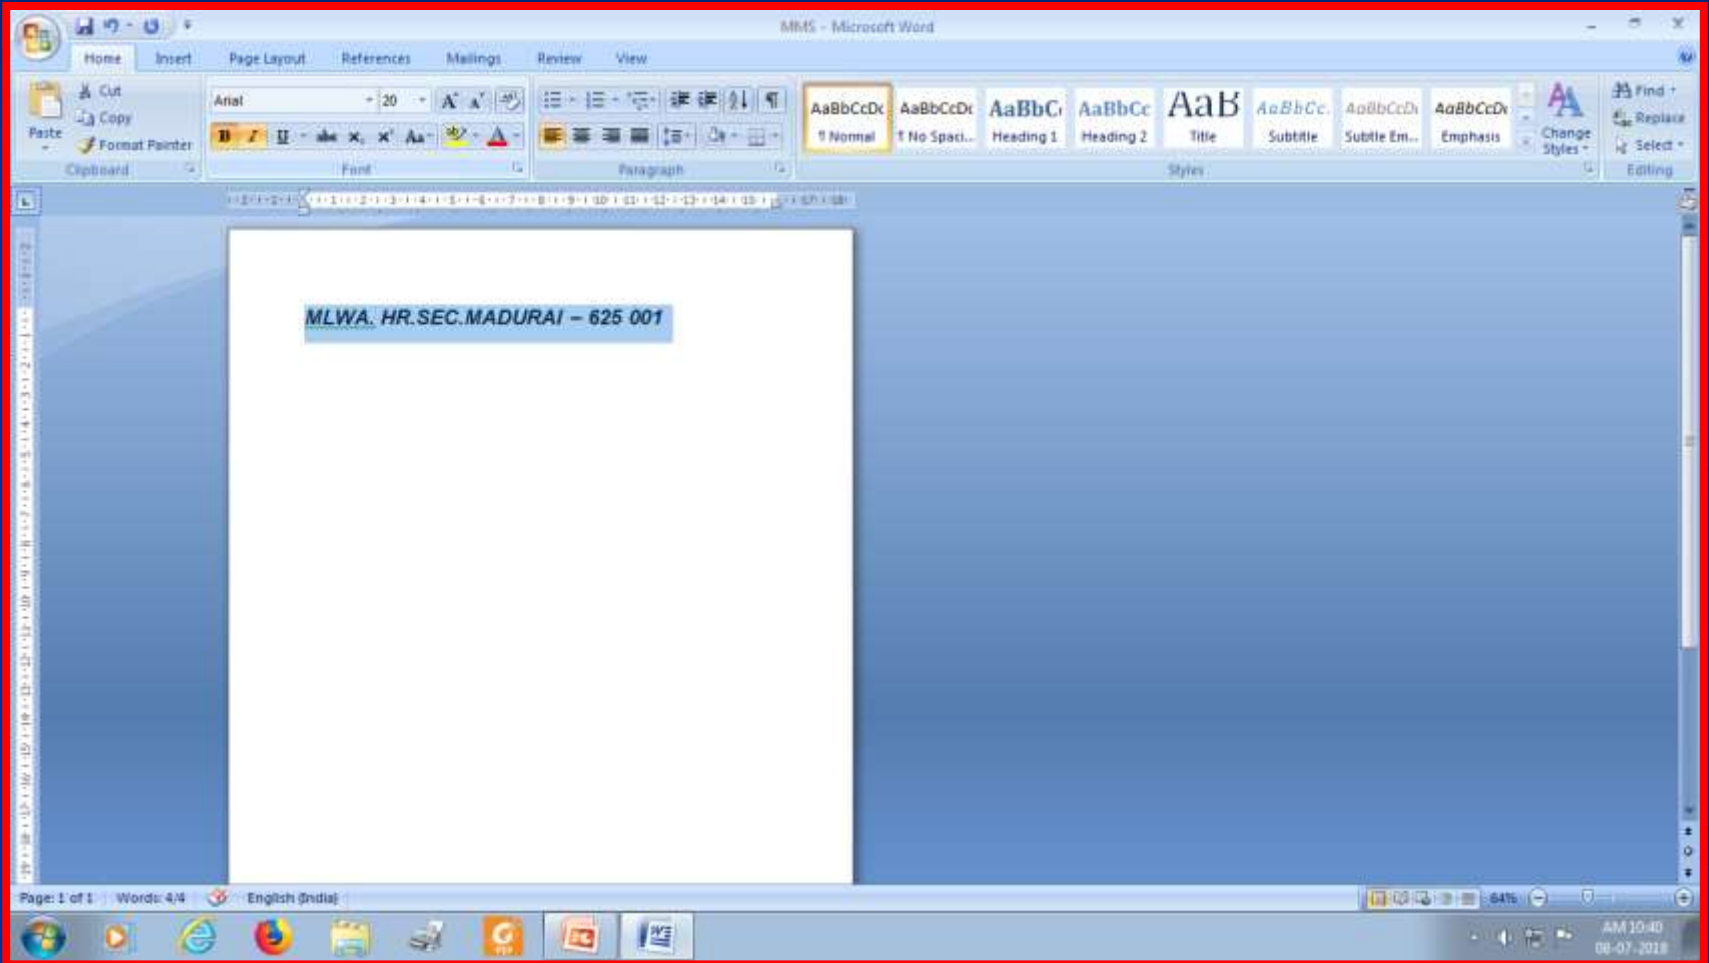 MMS - Microsoft Word
Home Insert Page Layout References Mailings Review View
Paste
Cut
Copy
Format Painter
Clipboard
Arial 20
B I U abc x, x² Aa A
Font
Paragraph
AaBbCcDc AaBbCcDc AaBbC AaBbCc AaB AaBbCc. AaBbCcDc AaBbCcDc
¶ Normal ¶ No Spaci... Heading 1 Heading 2 Title Subtitle Subtle Em... Emphasis
Change Styles
Styles
Find
Replace
Select
Editing
MLWA. HR.SEC.MADURAI – 625 001
Page: 1 of 1 Words: 4/4 English (India) 64%
AM 10:40
08-07-2018